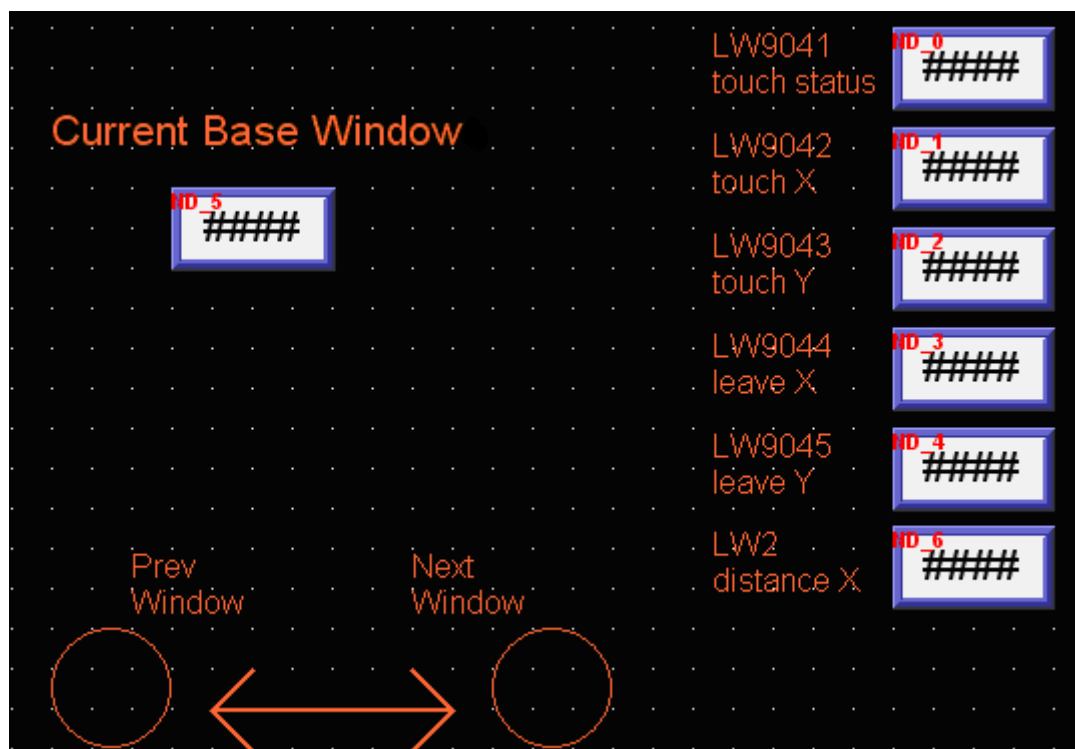 LW9041
touch status
ND_0
####
Current Base Window
LW9042
touch X
ND_1
####
ND_5
####
LW9043
touch Y
ND_2
####
LW9044
leave X
ND_3
####
LW9045
leave Y
ND_4
####
Prev
Window
Next
Window
LW2
distance X
ND_6
####